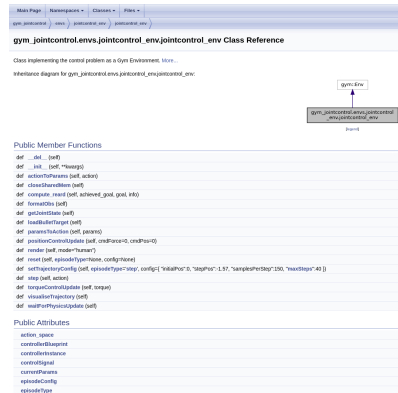 Main Page Namespaces Classes Files
gym_jointcontrol envs jointcontrol_env jointcontrol_env
gym_jointcontrol.envs.jointcontrol_env.jointcontrol_env Class Reference
Class implementing the control problem as a Gym Environment. More...
Inheritance diagram for gym_jointcontrol.envs.jointcontrol_env.jointcontrol_env:
gym::Env
gym_jointcontrol.envs.jointcontrol
_env.jointcontrol_env
[legend]
Public Member Functions
def __del__ (self)
def __init__ (self, **kwargs)
def actionToParams (self, action)
def closeSharedMem (self)
def compute_reard (self, achieved_goal, goal, info)
def formatObs (self)
def getJointState (self)
def loadBulletTarget (self)
def paramsToAction (self, params)
def positionControlUpdate (self, cmdForce=0, cmdPos=0)
def render (self, mode="human")
def reset (self, episodeType=None, config=None)
def setTrajectoryConfig (self, episodeType='step', config={ "initialPos":0, "stepPos":-1.57, "samplesPerStep":150, "maxSteps":40 })
def step (self, action)
def torqueControlUpdate (self, torque)
def visualiseTrajectory (self)
def waitForPhysicsUpdate (self)
Public Attributes
action_space
controllerBlueprint
controllerInstance
controlSignal
currentParams
episodeConfig
episodeType